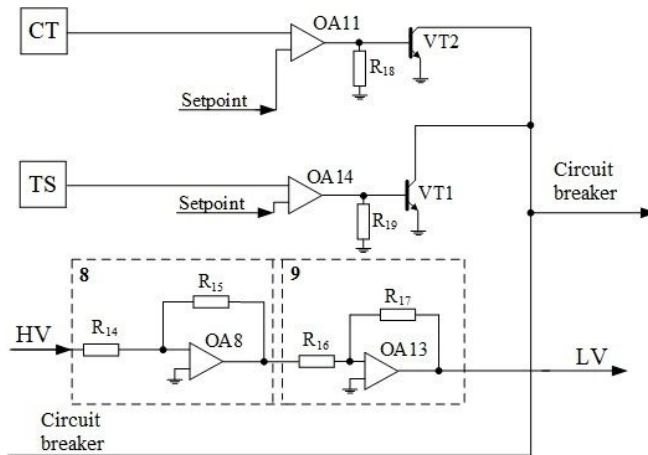 CT
OA11
VT2
R18
Setpoint
TS
OA14
VT1
R19
Setpoint
Circuit
breaker
8
9
R15
R17
HV
R14
OA8
R16
OA13
LV
Circuit
breaker